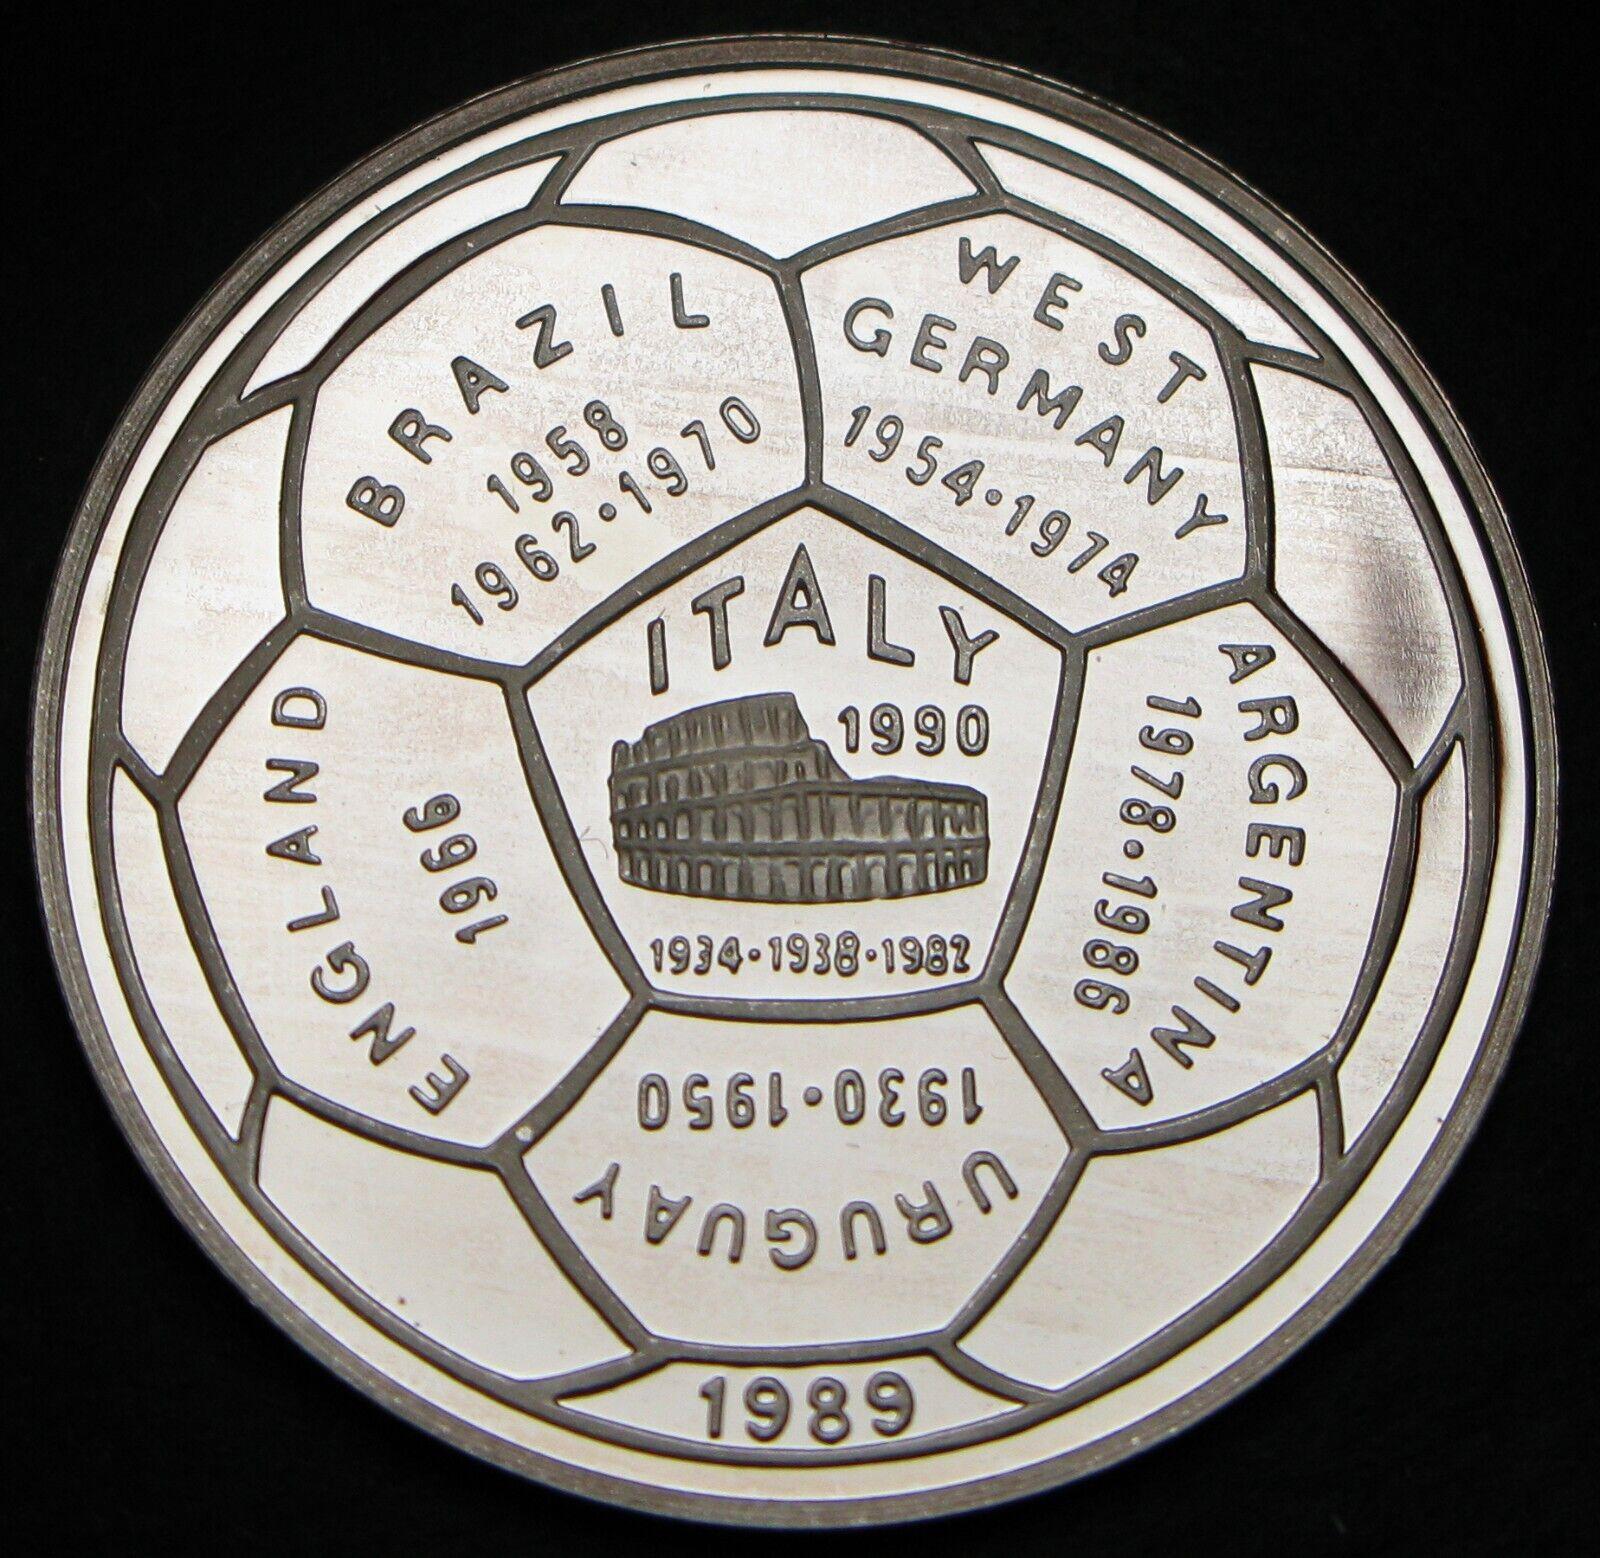 BRAZIL
1958
1962·1970
WEST
GERMANY
1954·1974
ITALY
1990
1934·1938·1982
ARGENTINA
1978·1986
ENGLAND
1966
1930·1950
URUGUAY
1989